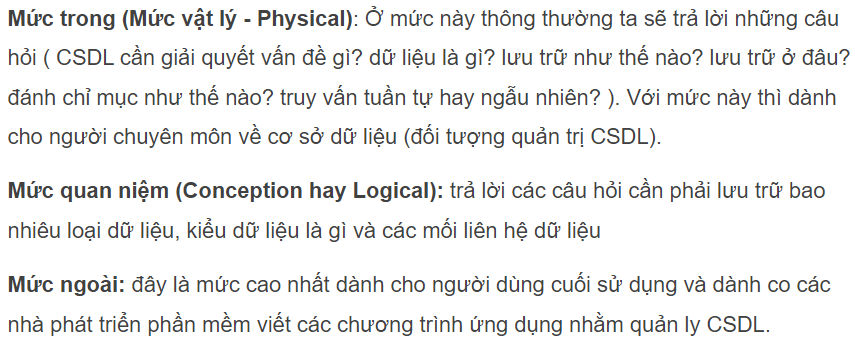 Mức trong (Mức vật lý - Physical): Ở mức này thông thường ta sẽ trả lời những câu
hỏi ( CSDL cần giải quyết vấn đề gì? dữ liệu là gì? lưu trữ như thế nào? lưu trữ ở đâu?
đánh chỉ mục như thế nào? truy vấn tuần tự hay ngẫu nhiên? ). Với mức này thì dành
cho người chuyên môn về cơ sở dữ liệu (đối tượng quản trị CSDL).
Mức quan niệm (Conception hay Logical): trả lời các câu hỏi cần phải lưu trữ bao
nhiêu loại dữ liệu, kiểu dữ liệu là gì và các mối liên hệ dữ liệu
Mức ngoài: đây là mức cao nhất dành cho người dùng cuối sử dụng và dành co các
nhà phát triển phần mềm viết các chương trình ứng dụng nhằm quản ly CSDL.